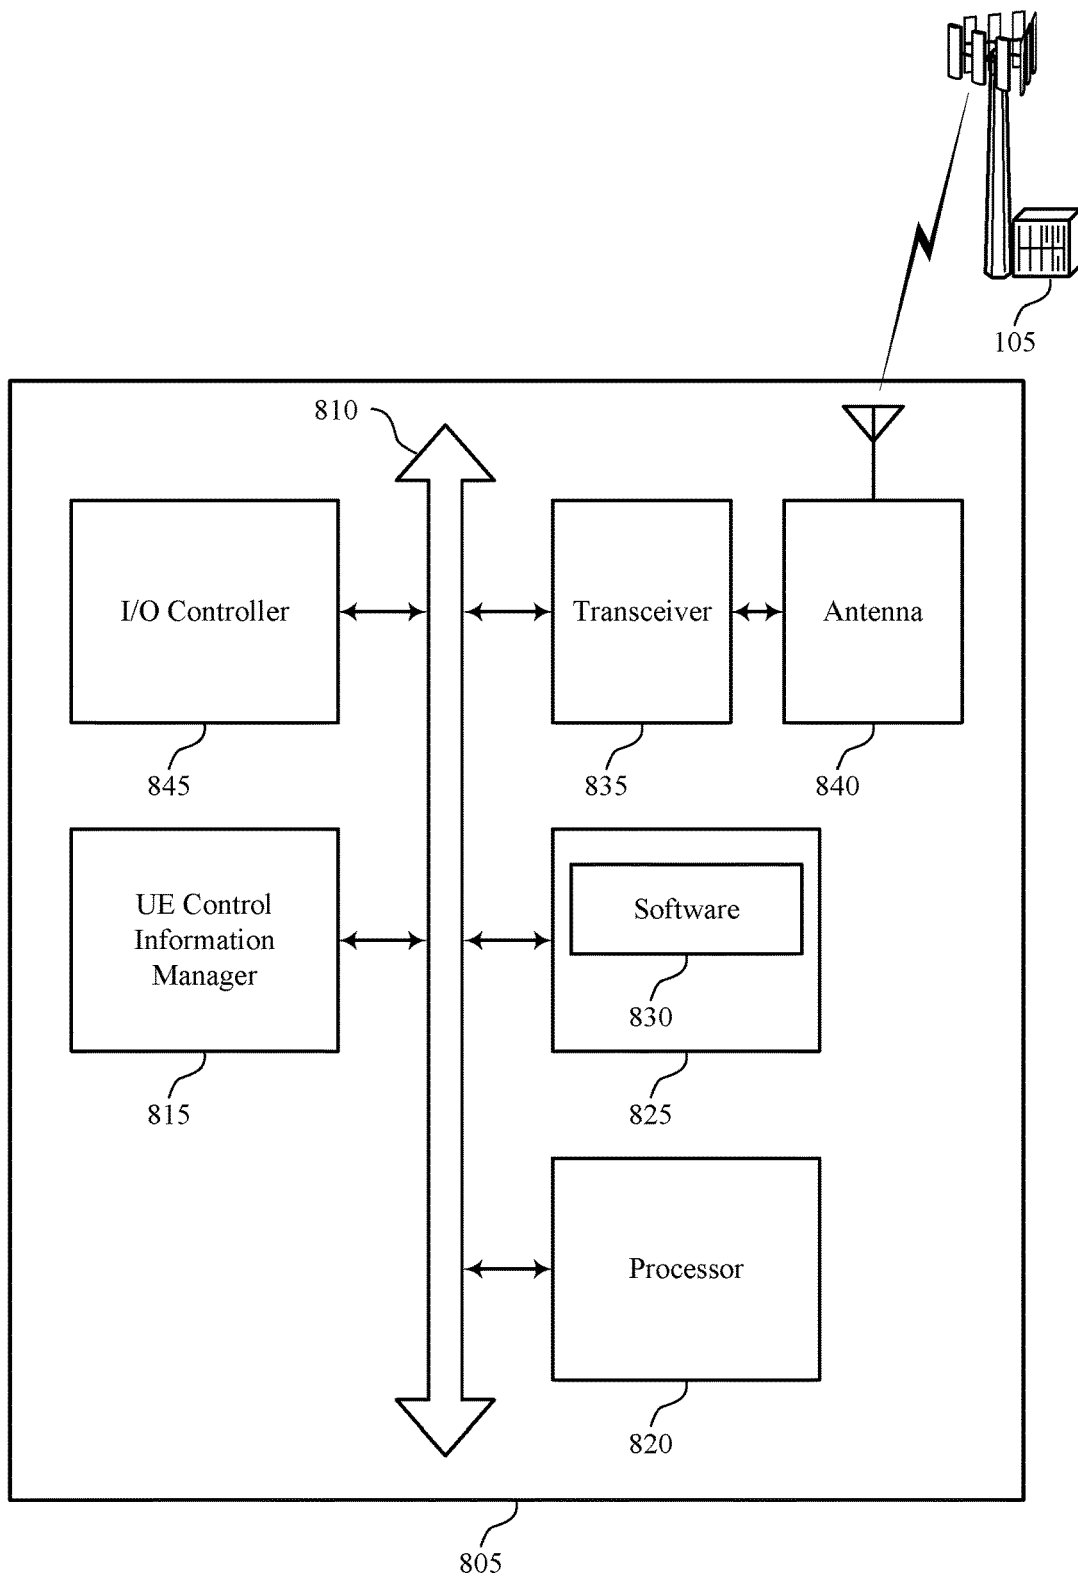 105
810
I/O Controller
Transceiver
Antenna
845
835
840
UE Control
Information
Manager
Software
830
815
825
Processor
820
805